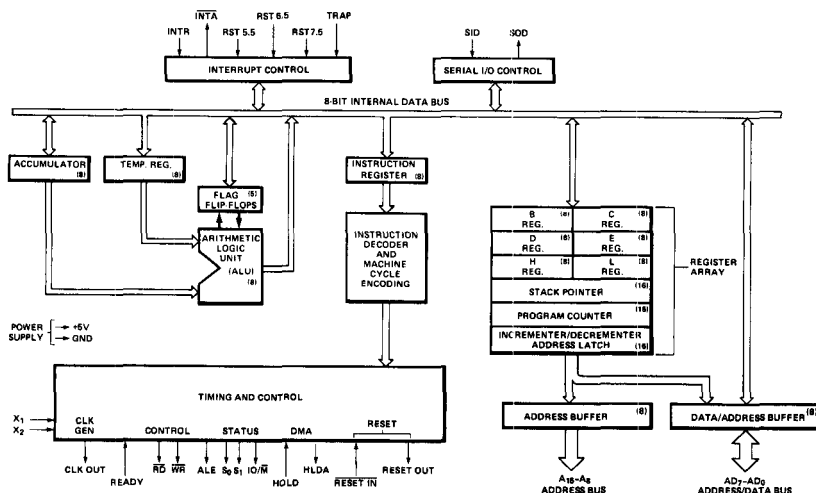 INTR
INTA
RST 5.5
RST 6.5
RST 7.5
TRAP
SID
SOD
INTERRUPT CONTROL
SERIAL I/O CONTROL
8-BIT INTERNAL DATA BUS
ACCUMULATOR
(8)
TEMP. REG.
(8)
INSTRUCTION
REGISTER (8)
FLAG (5)
FLIP-FLOPS
ARITHMETIC
LOGIC
UNIT
(ALU)
(8)
INSTRUCTION
DECODER
AND
MACHINE
CYCLE
ENCODING
B (8)
REG.
C (8)
REG.
D (8)
REG.
E (8)
REG.
H (8)
REG.
L (8)
REG.
STACK POINTER (16)
PROGRAM COUNTER (16)
INCREMENTER/DECREMENTER
ADDRESS LATCH (16)
REGISTER
ARRAY
POWER
SUPPLY
+5V
GND
TIMING AND CONTROL
X1
X2
CLK
GEN
CONTROL
STATUS
DMA
RESET
CLK OUT
READY
RD
WR
ALE
S0
S1
IO/M
HOLD
HLDA
RESET IN
RESET OUT
ADDRESS BUFFER (8)
DATA/ADDRESS BUFFER (8)
A15-A8
ADDRESS BUS
AD7-AD0
ADDRESS/DATA BUS